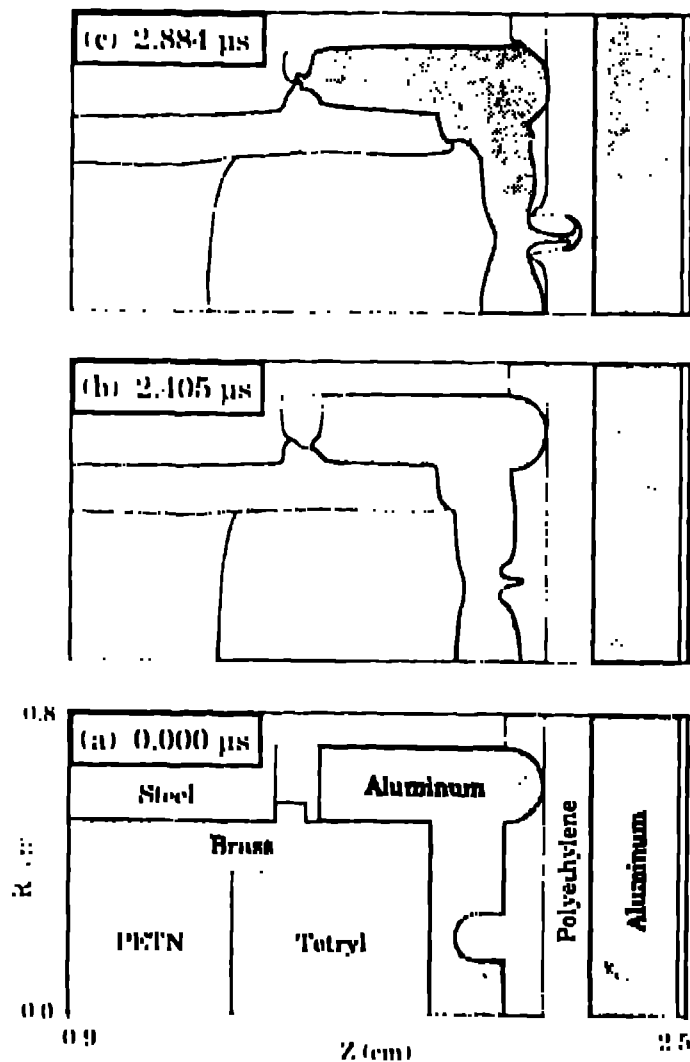 (c) 2.884 µs
(b) 2.405 µs
0.8
(a) 0.000 µs
Steel
Aluminum
Brass
Polyethylene
Aluminum
R
PETN
Tetryl
0.0
0.9
Z (cm)
2.5